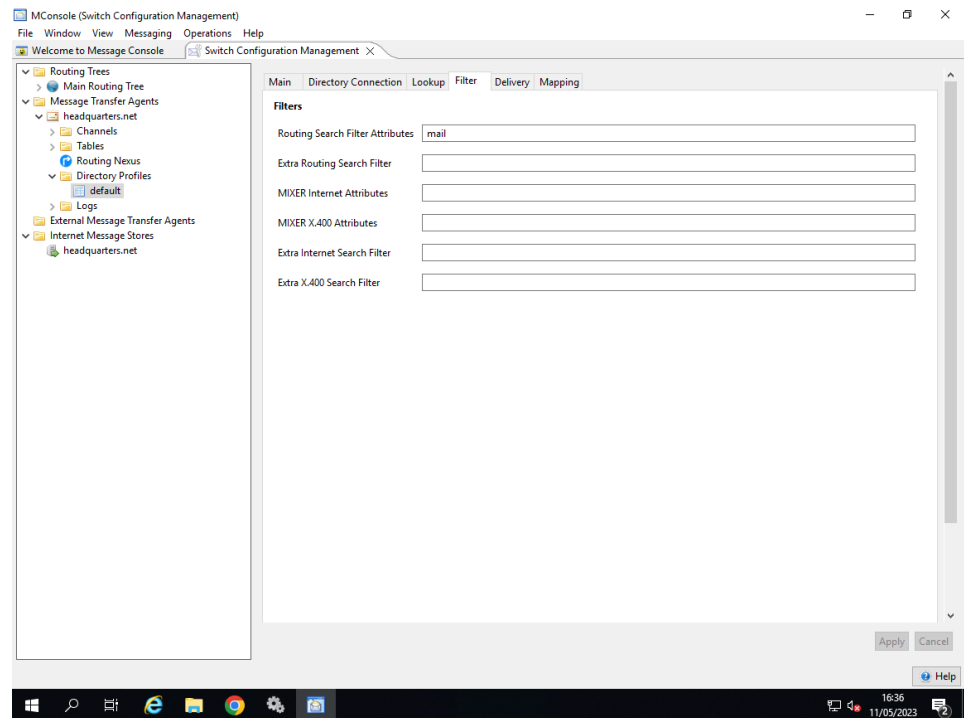 MConsole (Switch Configuration Management)
File Window View Messaging Operations Help
Welcome to Message Console
Switch Configuration Management
Routing Trees
Main Routing Tree
Message Transfer Agents
headquarters.net
Channels
Tables
Routing Nexus
Directory Profiles
default
Logs
External Message Transfer Agents
Internet Message Stores
headquarters.net
Main Directory Connection Lookup Filter Delivery Mapping
Filters
Routing Search Filter Attributes mail
Extra Routing Search Filter
MIXER Internet Attributes
MIXER X.400 Attributes
Extra Internet Search Filter
Extra X.400 Search Filter
Apply Cancel
Help
16:36
11/05/2023
2